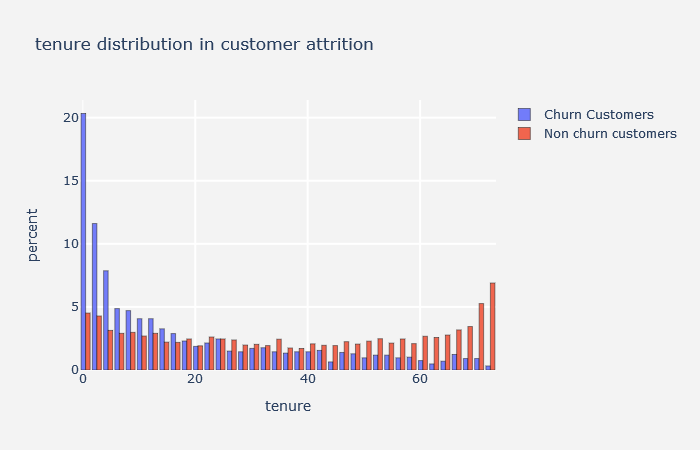 tenure distribution in customer attrition
Churn Customers
Non churn customers
percent
20
15
10
5
0
0
20
40
60
tenure